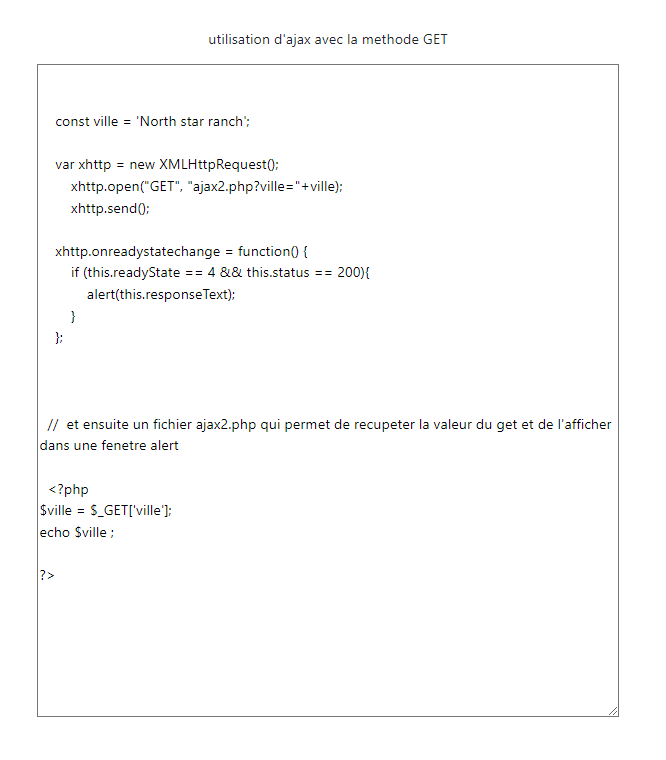 utilisation d'ajax avec la methode GET
const ville = 'North star ranch';
var xhttp = new XMLHttpRequest();
xhttp.open("GET", "ajax2.php?ville="+ville);
xhttp.send();
xhttp.onreadystatechange = function() {
if (this.readyState == 4 && this.status == 200){
alert(this.responseText);
}
};
// et ensuite un fichier ajax2.php qui permet de recupeter la valeur du get et de l'afficher
dans une fenetre alert
<?php
$ville = $_GET['ville'];
echo $ville ;
?>